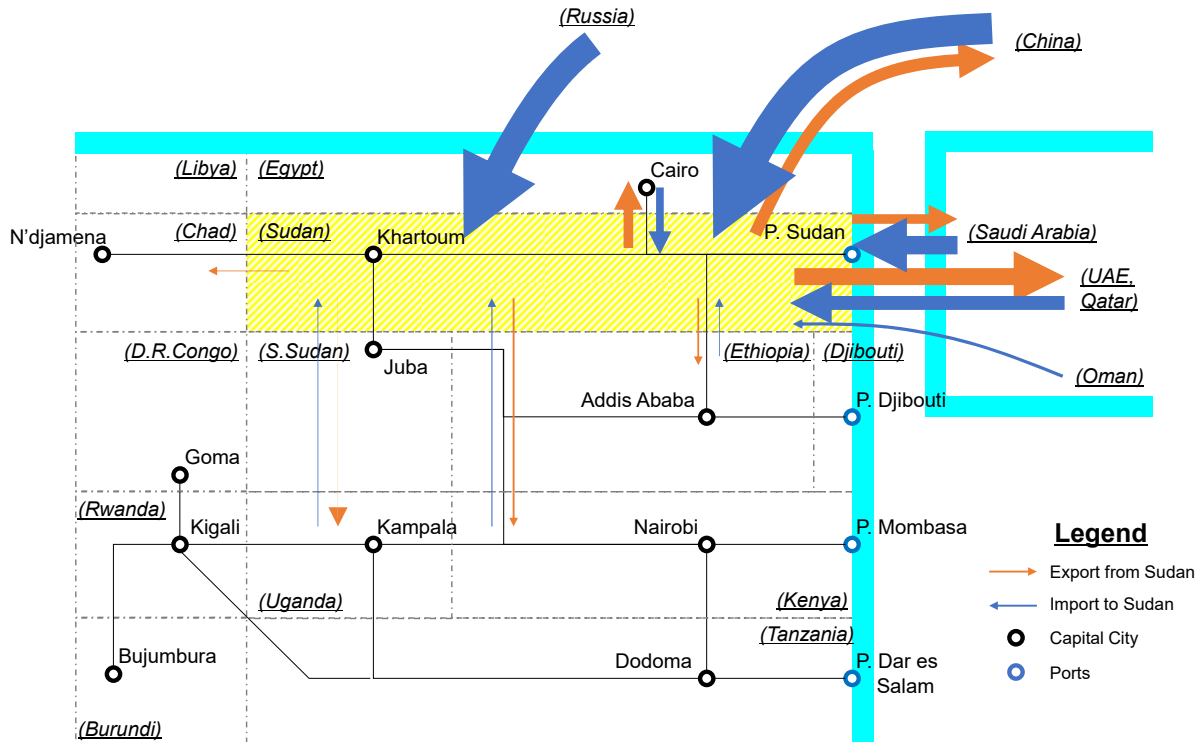 (Russia)
(China)
(Libya)
(Egypt)
Cairo
N'djamena
(Chad)
(Sudan)
Khartoum
P. Sudan
(Saudi Arabia)
(UAE,
Qatar)
(D.R.Congo)
(S.Sudan)
Juba
(Ethiopia)
(Djibouti)
(Oman)
Addis Ababa
P. Djibouti
Goma
(Rwanda)
Kigali
Kampala
Nairobi
P. Mombasa
Legend
Export from Sudan
Import to Sudan
Capital City
Ports
(Uganda)
(Kenya)
(Tanzania)
Bujumbura
Dodoma
P. Dar es
Salam
(Burundi)